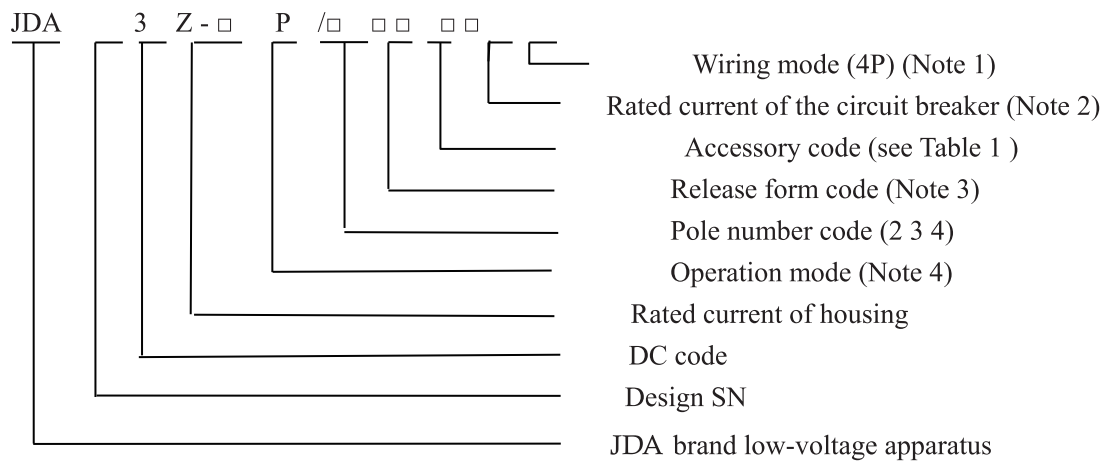 JDA 3 Z - □ P /□ □ □ □ □
Wiring mode (4P) (Note 1)
Rated current of the circuit breaker (Note 2)
Accessory code (see Table 1 )
Release form code (Note 3)
Pole number code (2 3 4)
Operation mode (Note 4)
Rated current of housing
DC code
Design SN
JDA brand low-voltage apparatus